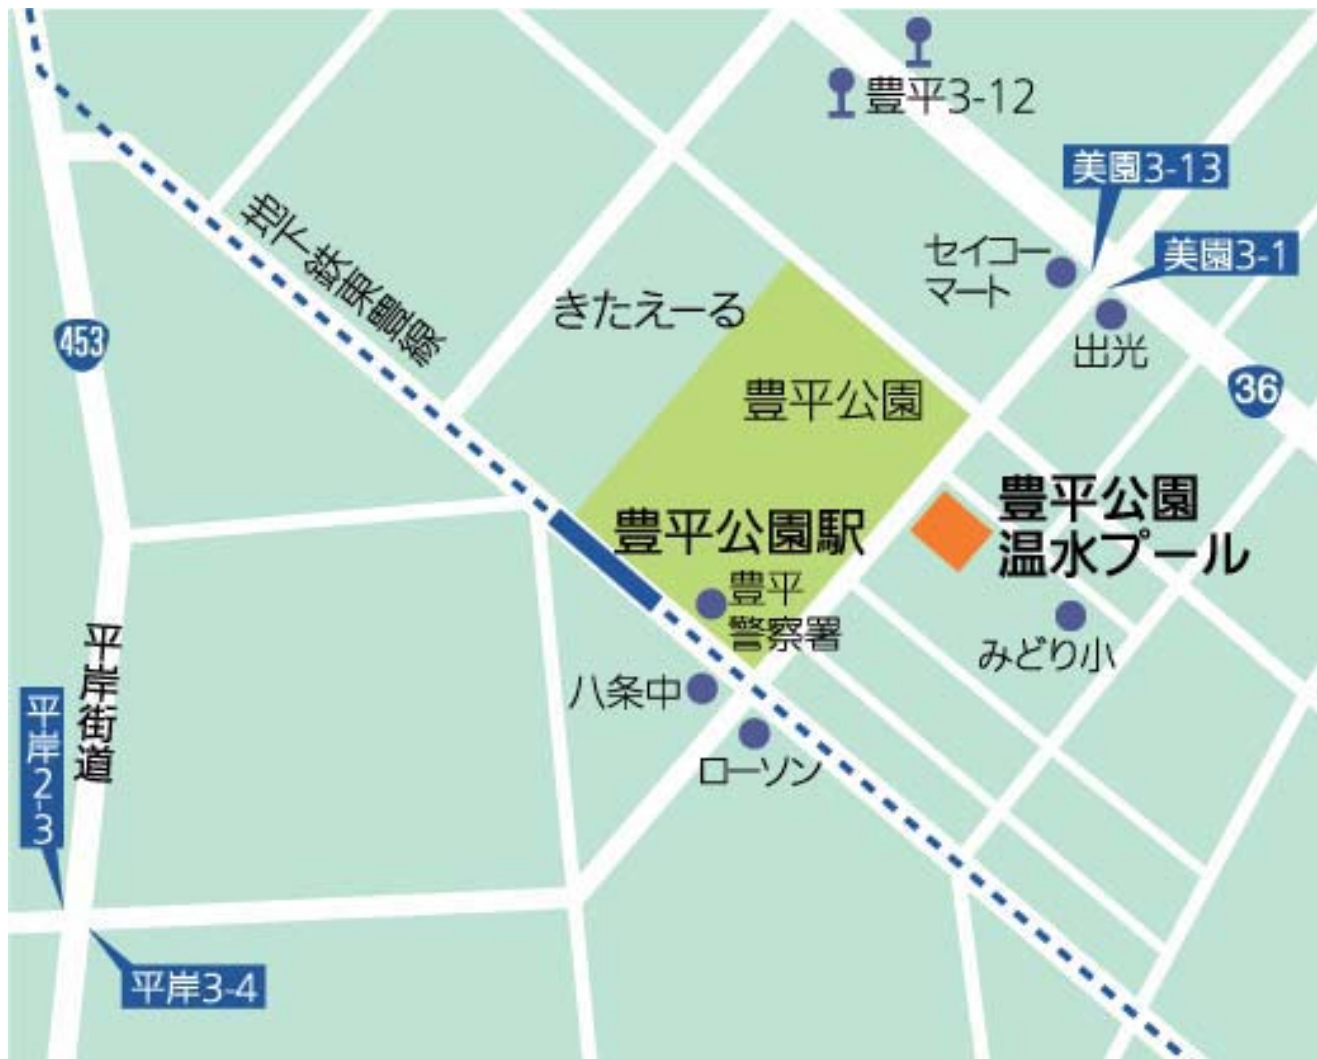 豊平3-12
美園3-13
美園3-1
セイコー
マート
出光
36
地下鉄東豊線
きたえーる
453
豊平公園
豊平公園駅
豊平
警察署
豊平公園
温水プール
みどり小
八条中
ローソン
平岸街道
平岸2-3
平岸3-4